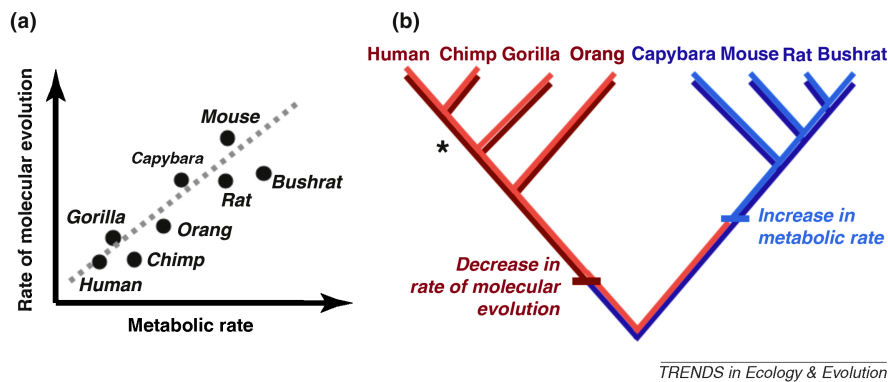 (a)
Rate of molecular evolution
Mouse
Capybara
Bushrat
Rat
Gorilla
Orang
Chimp
Human
Metabolic rate
(b)
Human Chimp Gorilla Orang Capybara Mouse Rat Bushrat
*
Increase in
metabolic rate
Decrease in
rate of molecular
evolution
TRENDS in Ecology & Evolution